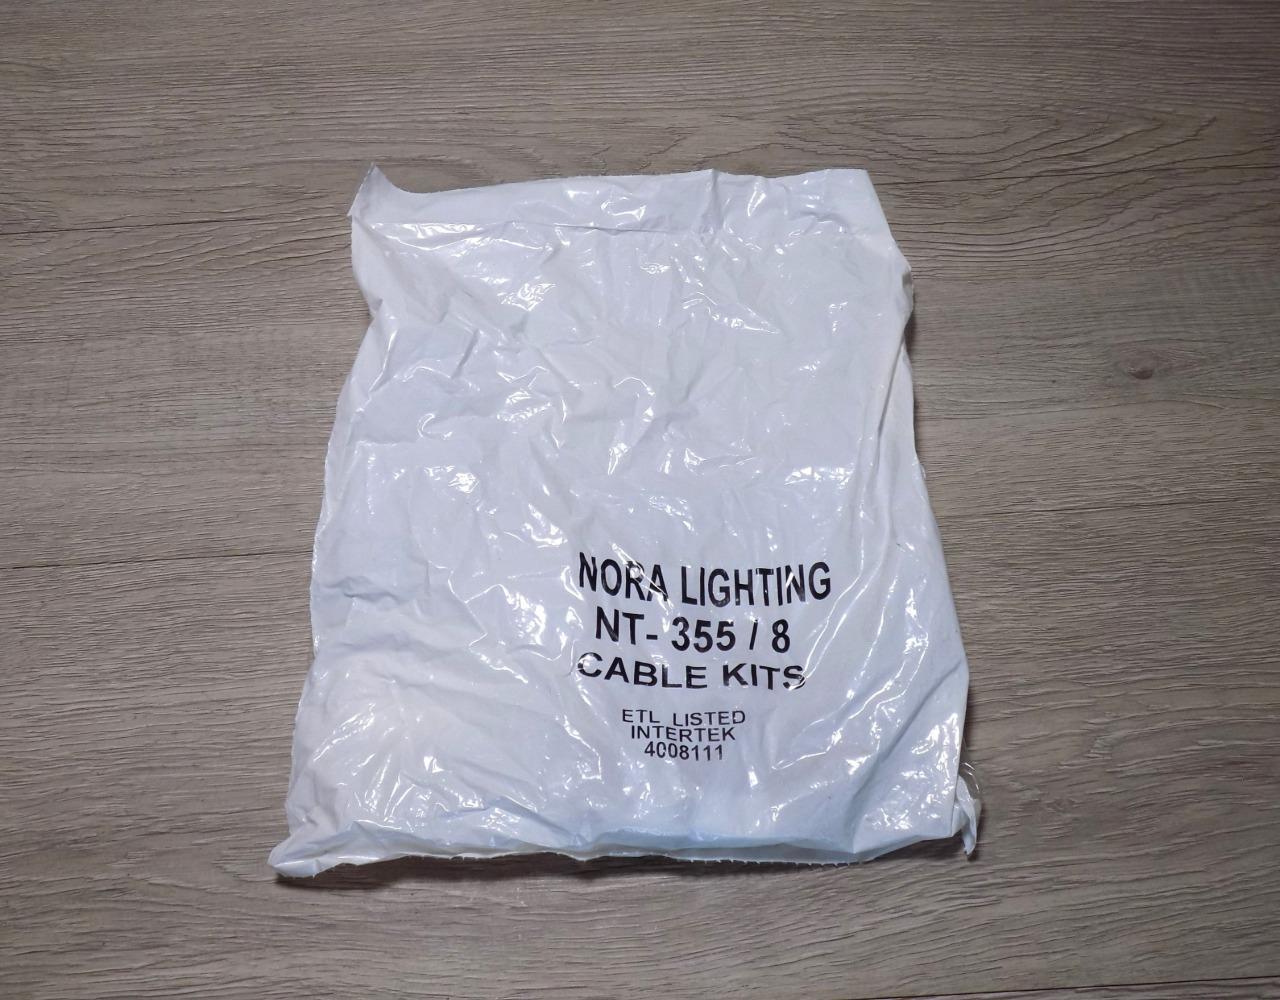 NORA LIGHTING
NT- 355 / 8
CABLE KITS
ETL LISTED
INTERTEK
4008111